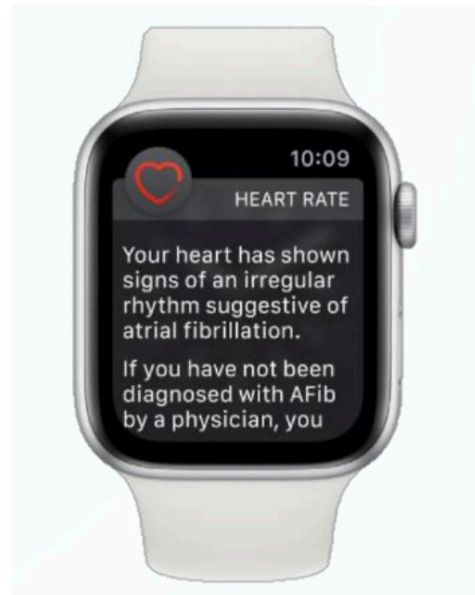 10:09
HEART RATE
Your heart has shown
signs of an irregular
rhythm suggestive of
atrial fibrillation.
If you have not been
diagnosed with AFib
by a physician, you